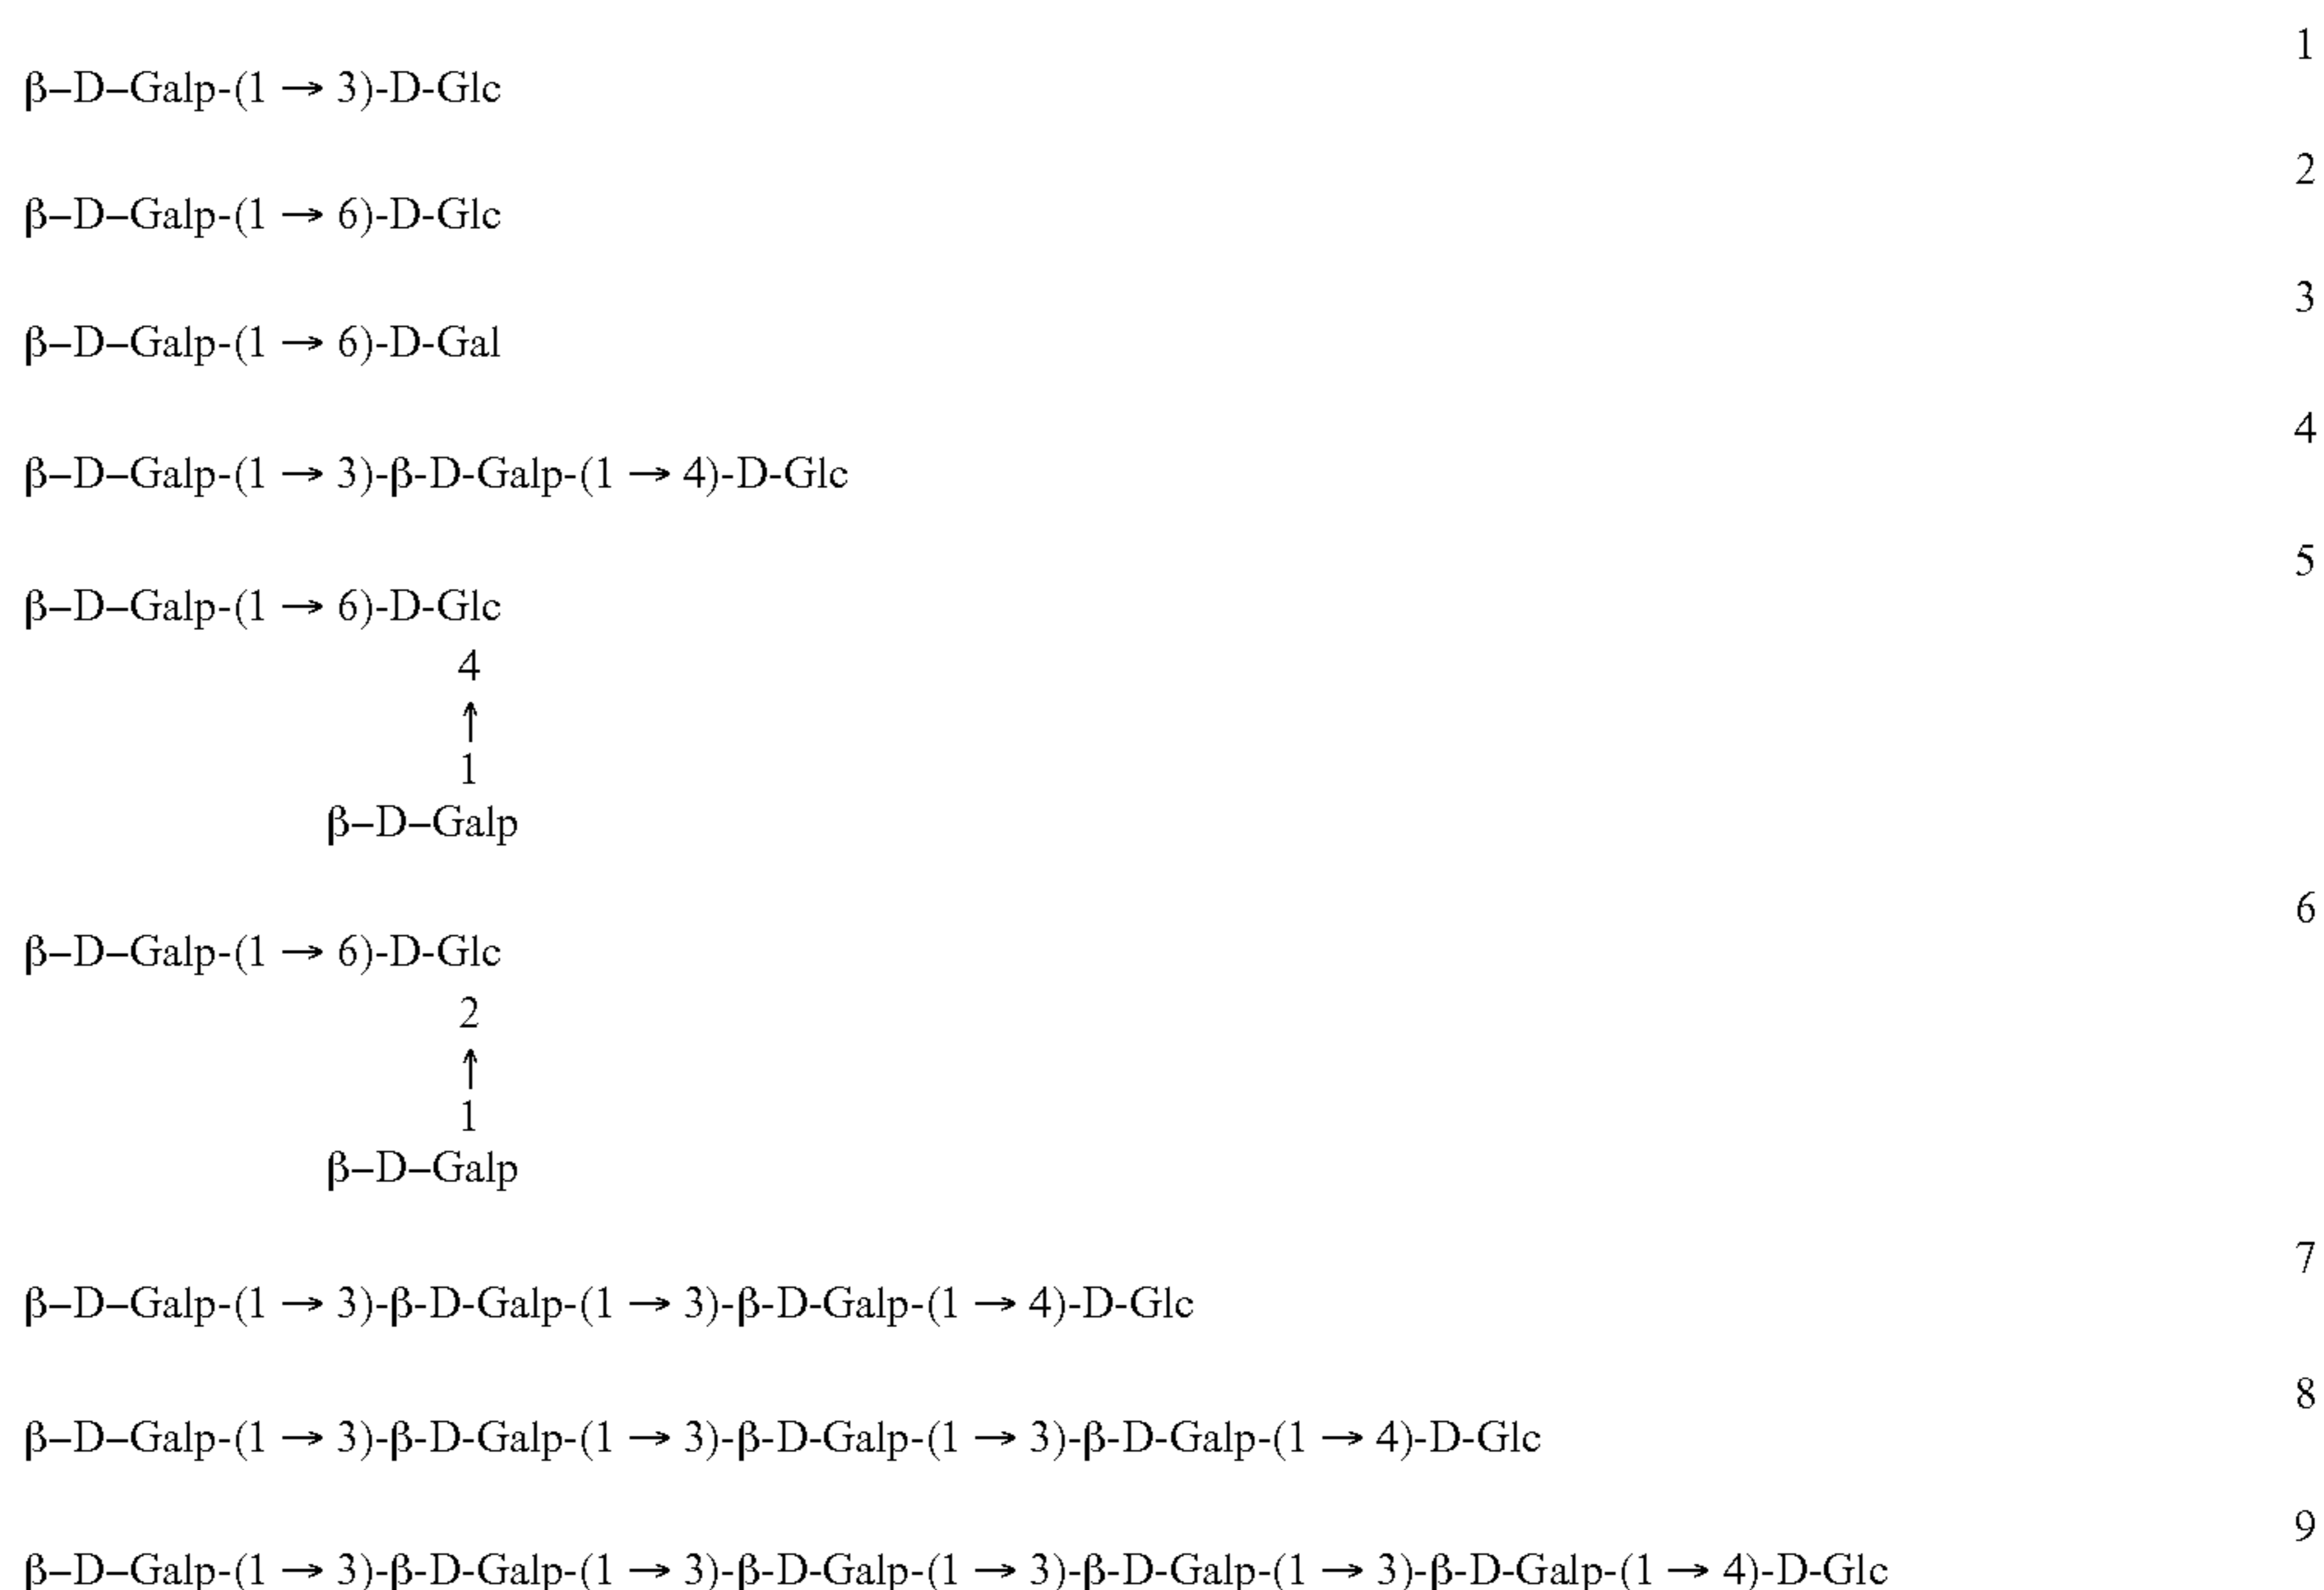 1
β–D–Galp-(1 → 3)-D-Glc
2
β–D–Galp-(1 → 6)-D-Glc
3
β–D–Galp-(1 → 6)-D-Gal
4
β–D–Galp-(1 → 3)-β-D-Galp-(1 → 4)-D-Glc
5
β–D–Galp-(1 → 6)-D-Glc
4
↑
1
β–D–Galp
6
β–D–Galp-(1 → 6)-D-Glc
2
↑
1
β–D–Galp
7
β–D–Galp-(1 → 3)-β-D-Galp-(1 → 3)-β-D-Galp-(1 → 4)-D-Glc
8
β–D–Galp-(1 → 3)-β-D-Galp-(1 → 3)-β-D-Galp-(1 → 3)-β-D-Galp-(1 → 4)-D-Glc
9
β–D–Galp-(1 → 3)-β-D-Galp-(1 → 3)-β-D-Galp-(1 → 3)-β-D-Galp-(1 → 3)-β-D-Galp-(1 → 4)-D-Glc